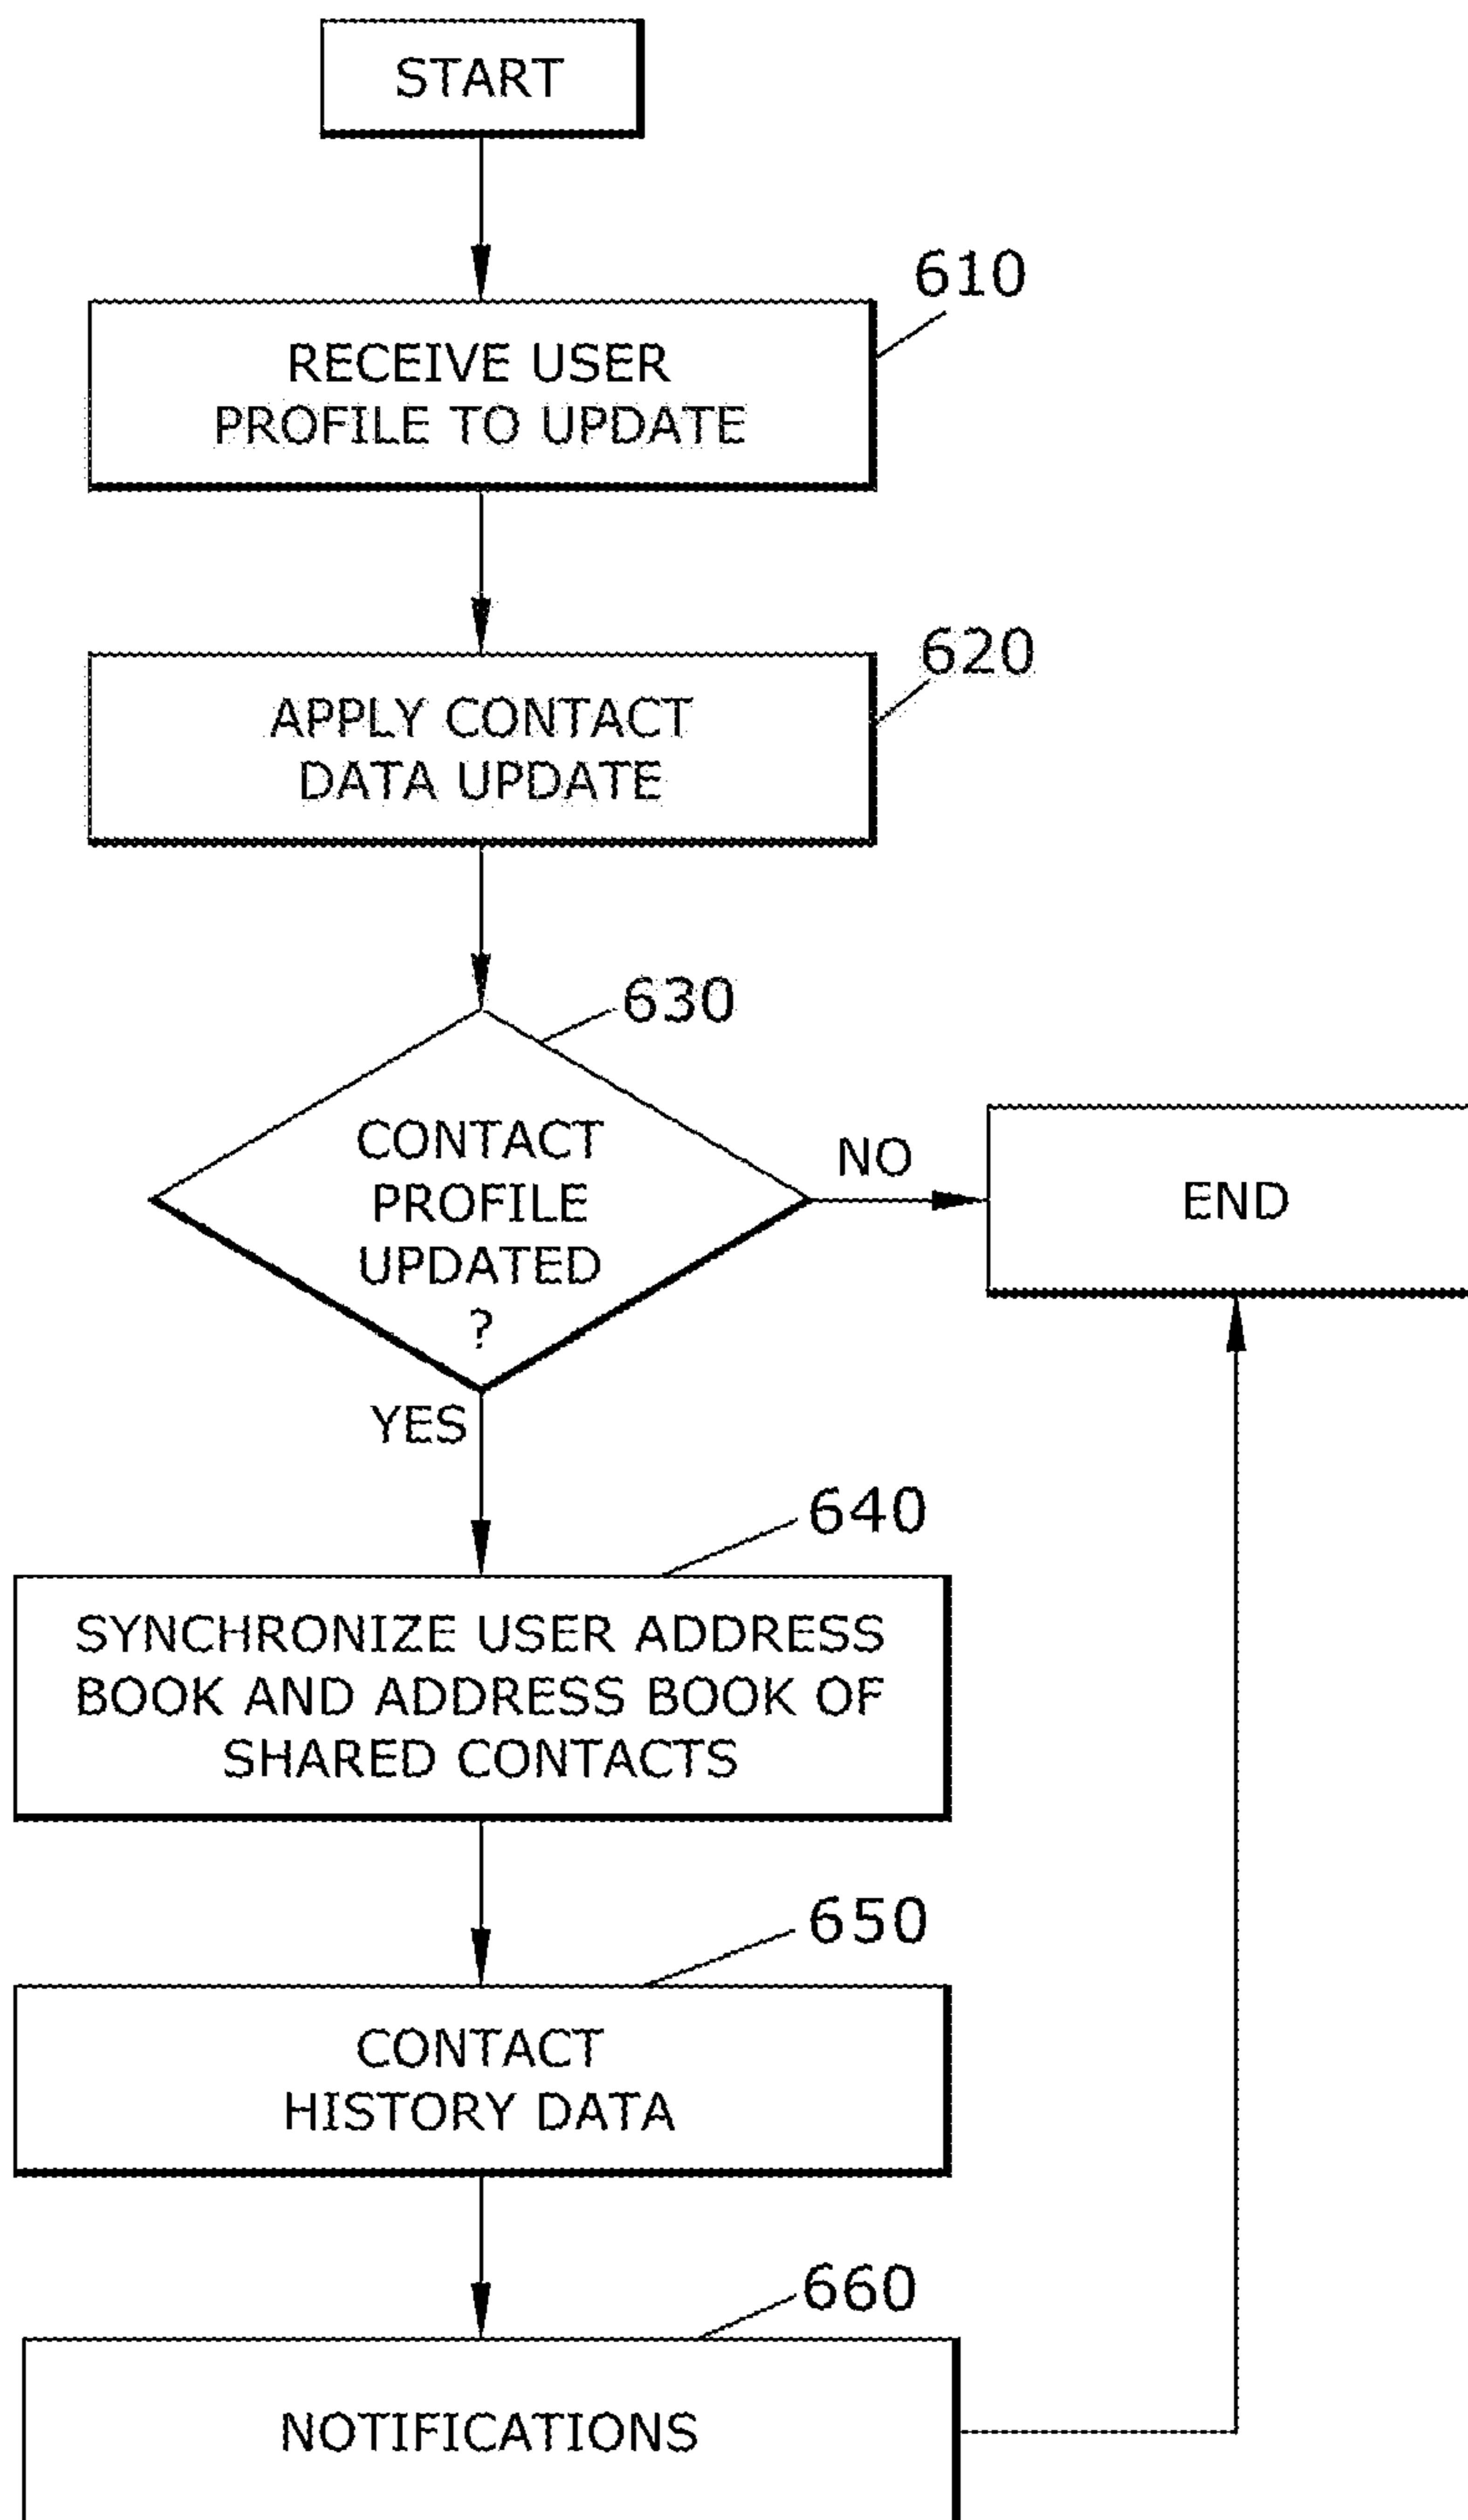 START
610
RECEIVE USER
PROFILE TO UPDATE
620
APPLY CONTACT
DATA UPDATE
630
CONTACT
PROFILE
UPDATED
?
NO
END
YES
640
SYNCHRONIZE USER ADDRESS
BOOK AND ADDRESS BOOK OF
SHARED CONTACTS
650
CONTACT
HISTORY DATA
660
NOTIFICATIONS